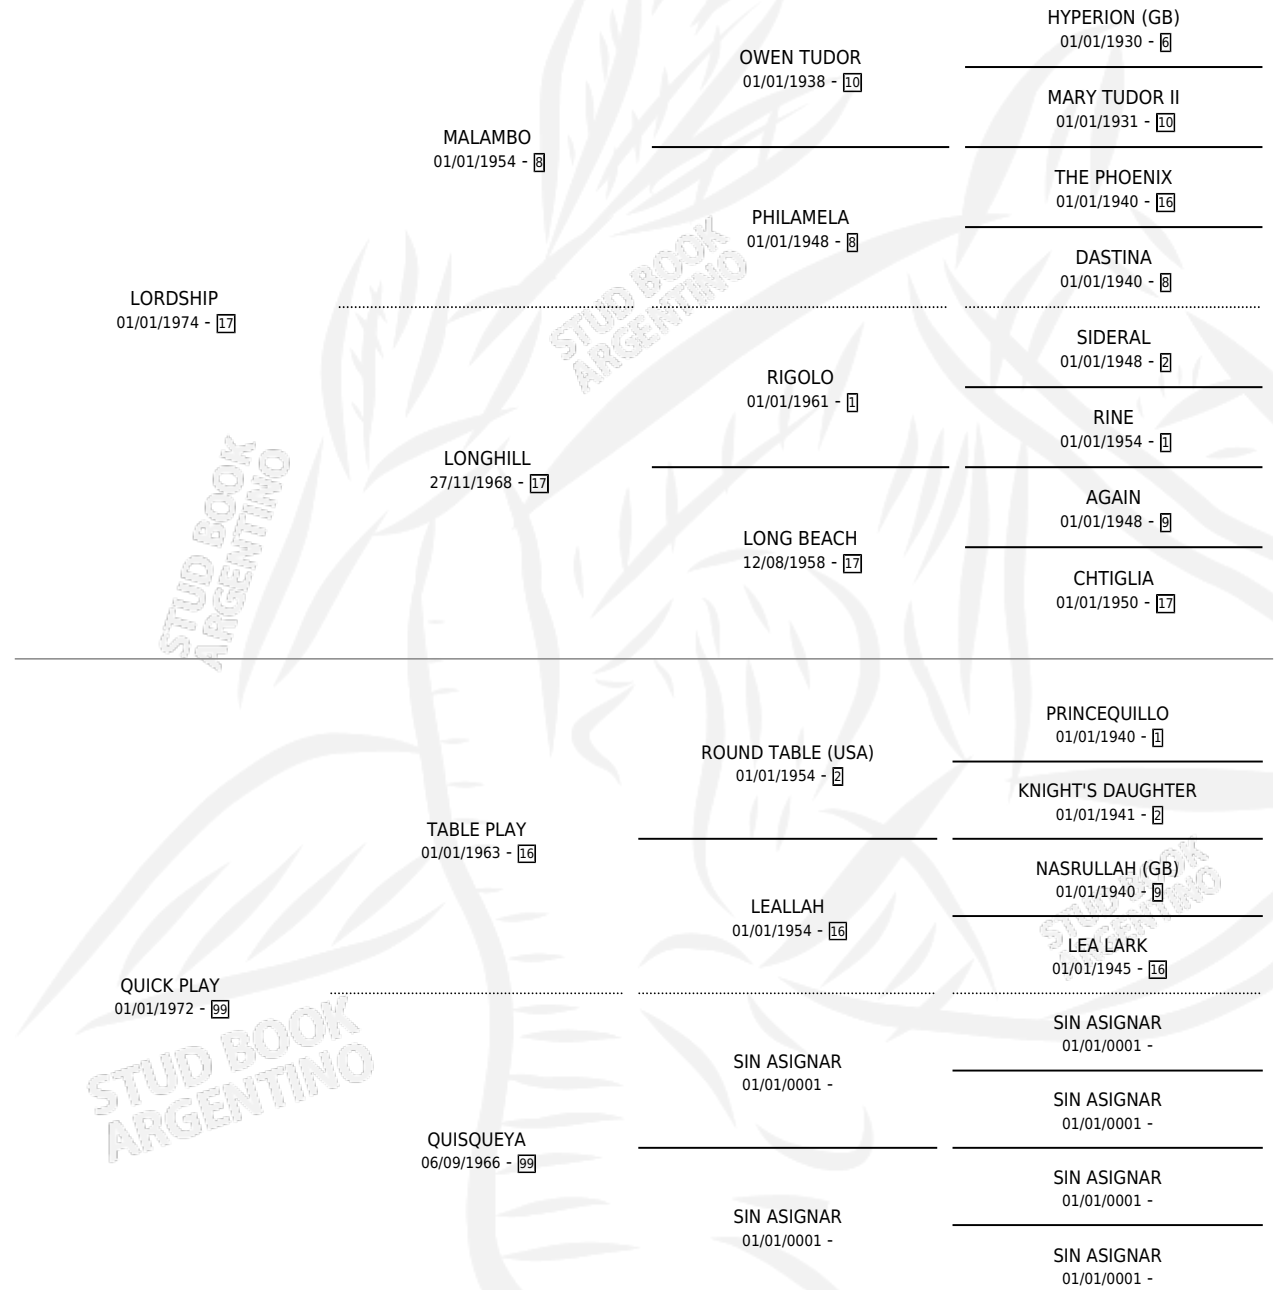 HYPERION (GB)
01/01/1930 - 6
OWEN TUDOR
01/01/1938 - 10
MARY TUDOR II
01/01/1931 - 10
MALAMBO
01/01/1954 - 8
THE PHOENIX
01/01/1940 - 16
PHILAMELA
01/01/1948 - 8
DASTINA
01/01/1940 - 8
LORDSHIP
01/01/1974 - 17
SIDERAL
01/01/1948 - 2
RIGOLO
01/01/1961 - 1
RINE
01/01/1954 - 1
LONGHILL
27/11/1968 - 17
AGAIN
01/01/1948 - 9
LONG BEACH
12/08/1958 - 17
CHTIGLIA
01/01/1950 - 17
STUD BOOK
ARGENTINO
STUD BOOK
ARGENTINO
PRINCEQUILLO
01/01/1940 - 1
ROUND TABLE (USA)
01/01/1954 - 2
KNIGHT'S DAUGHTER
01/01/1941 - 2
TABLE PLAY
01/01/1963 - 16
NASRULLAH (GB)
01/01/1940 - 9
LEALLAH
01/01/1954 - 16
LEA LARK
01/01/1945 - 16
QUICK PLAY
01/01/1972 - 99
SIN ASIGNAR
01/01/0001 -
SIN ASIGNAR
01/01/0001 -
SIN ASIGNAR
01/01/0001 -
QUISQUEYA
06/09/1966 - 99
SIN ASIGNAR
01/01/0001 -
SIN ASIGNAR
01/01/0001 -
SIN ASIGNAR
01/01/0001 -
STUD BOOK
ARGENTINO
STUD BOOK
ARGENTINO